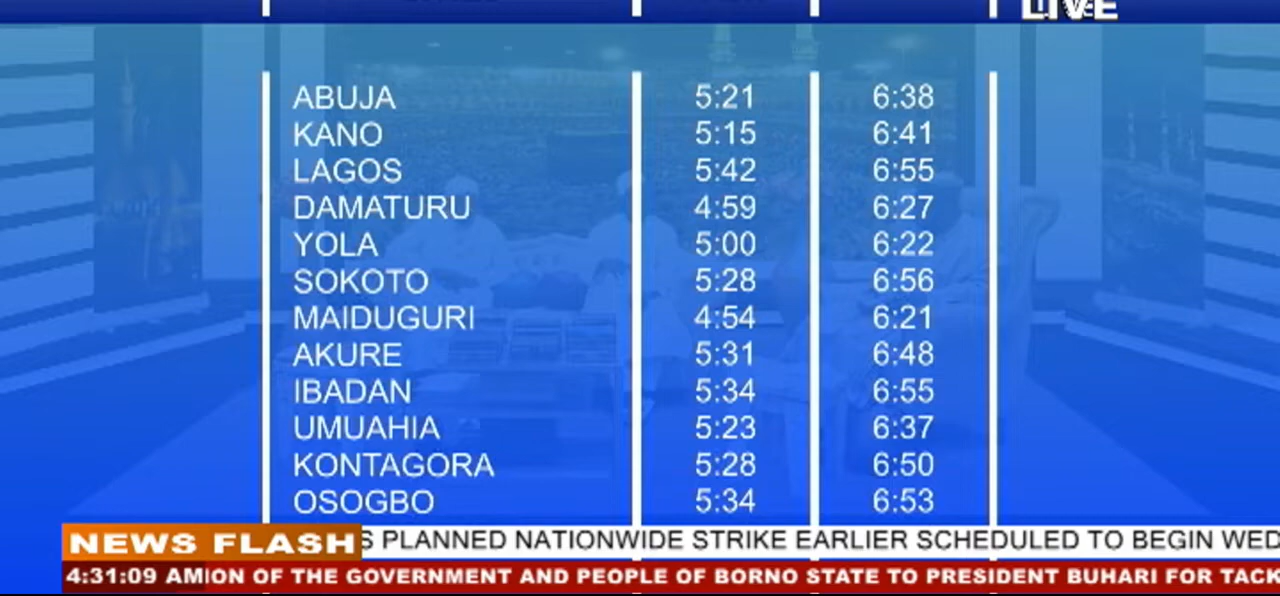 LIVE
ABUJA 5:21 6:38
KANO 5:15 6:41
LAGOS 5:42 6:55
DAMATURU 4:59 6:27
YOLA 5:00 6:22
SOKOTO 5:28 6:56
MAIDUGURI 4:54 6:21
AKURE 5:31 6:48
IBADAN 5:34 6:55
UMUAHIA 5:23 6:37
KONTAGORA 5:28 6:50
OSOGBO 5:34 6:53
NEWS FLASH S PLANNED NATIONWIDE STRIKE EARLIER SCHEDULED TO BEGIN WED
4:31:09 AM ION OF THE GOVERNMENT AND PEOPLE OF BORNO STATE TO PRESIDENT BUHARI FOR TACK